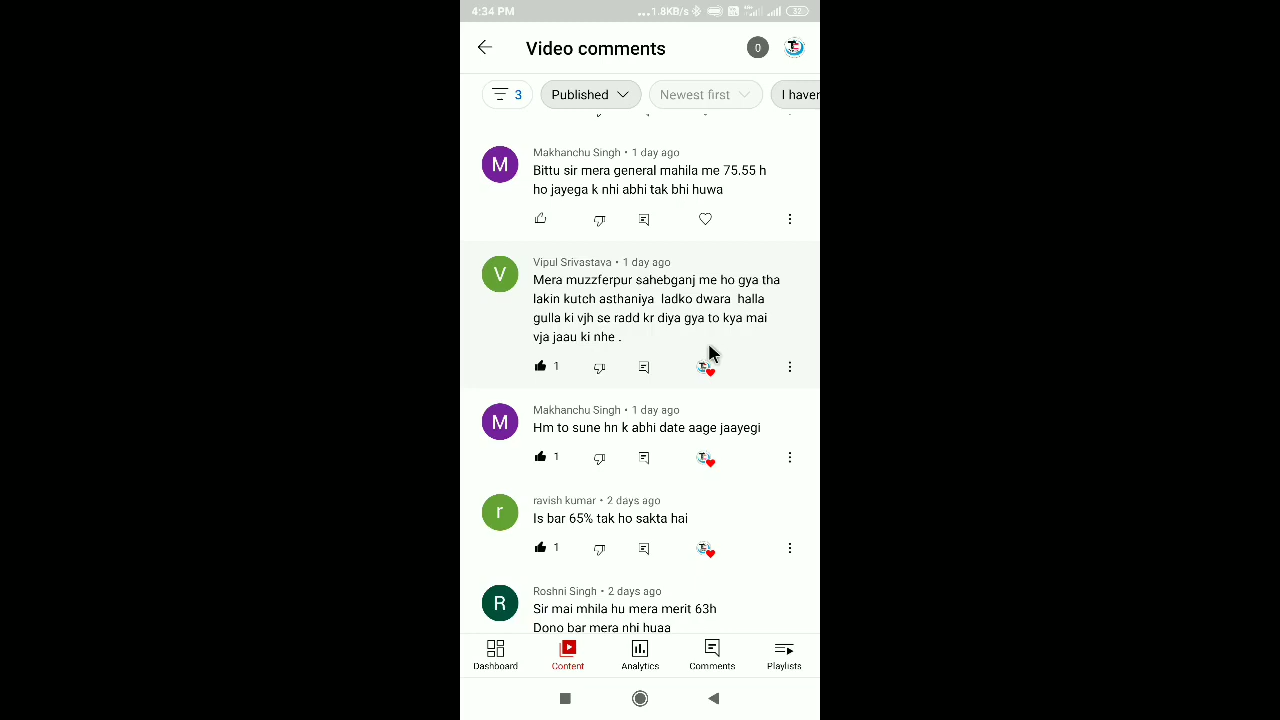 4:34 PM
...1.8KB/s
32
Video comments
0
3
Published
Newest first
I haven
M
Makhanchu Singh • 1 day ago
Bittu sir mera general mahila me 75.55 h
ho jayega k nhi abhi tak bhi huwa
V
Vipul Srivastava • 1 day ago
Mera muzzferpur sahebganj me ho gya tha
lakin kutch asthaniya ladko dwara halla
gulla ki vjh se radd kr diya gya to kya mai
vja jaau ki nhe .
1
M
Makhanchu Singh • 1 day ago
Hm to sune hn k abhi date aage jaayegi
1
r
ravish kumar • 2 days ago
Is bar 65% tak ho sakta hai
1
R
Roshni Singh • 2 days ago
Sir mai mhila hu mera merit 63h
Dono bar mera nhi huaa
Dashboard
Content
Analytics
Comments
Playlists